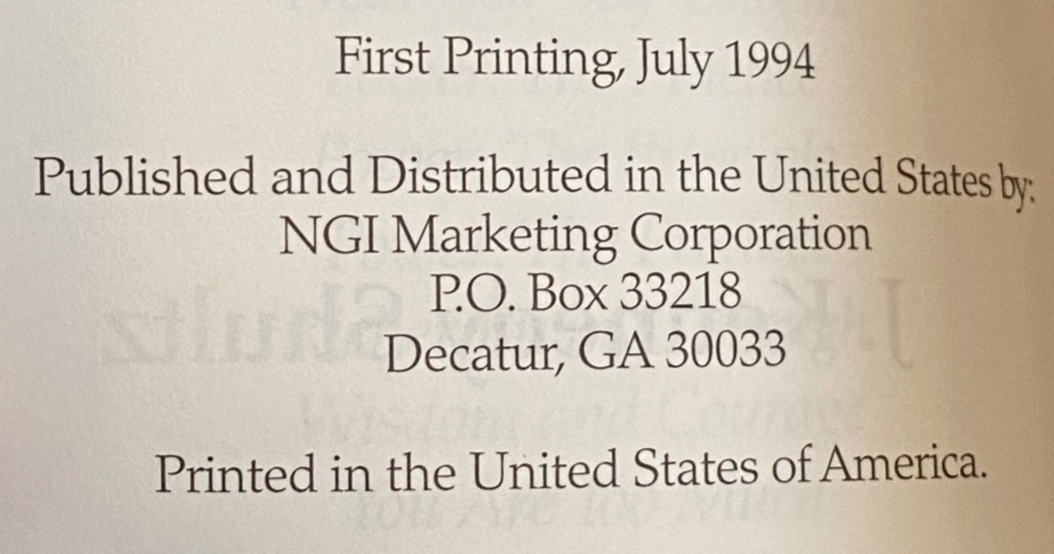 First Printing, July 1994
Published and Distributed in the United States by:
NGI Marketing Corporation
P.O. Box 33218
Decatur, GA 30033
Printed in the United States of America.